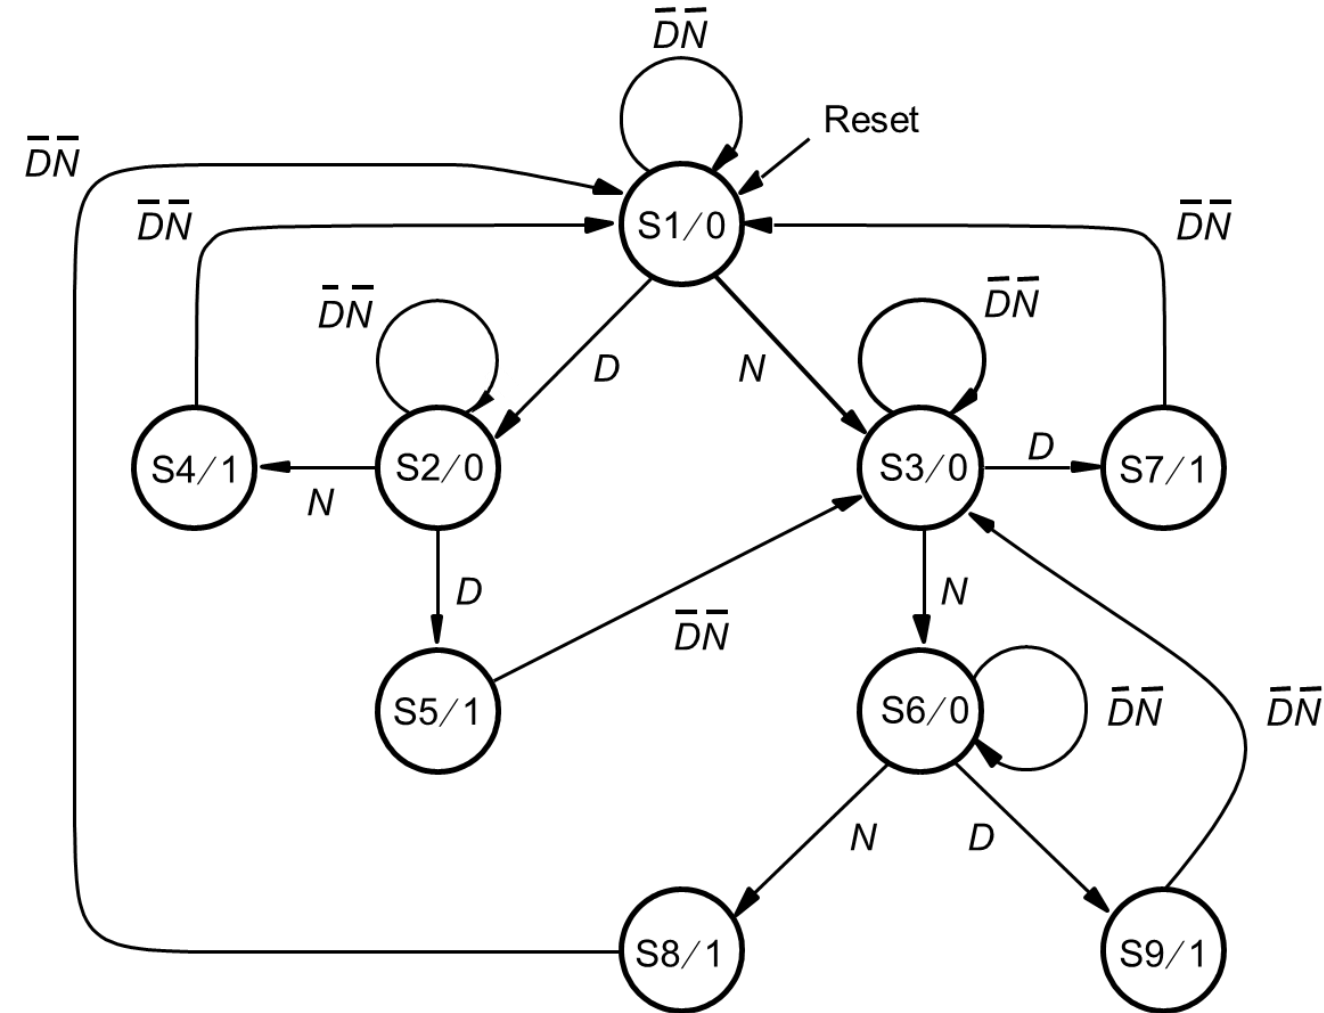 D̅N̅
Reset
D̅N̅
D̅N̅
S1/0
D̅N̅
D̅N̅
D̅N̅
D
N
S4/1
S2/0
S3/0
D
S7/1
N
D
N
D̅N̅
S5/1
S6/0
D̅N̅
D̅N̅
N
D
S8/1
S9/1